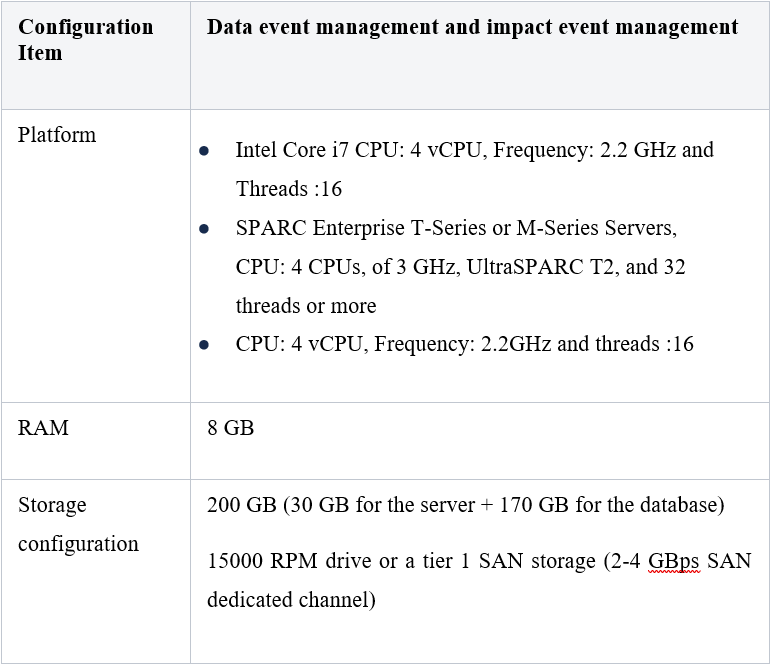 Configuration
Item
Data event management and impact event management
Platform
● Intel Core i7 CPU: 4 vCPU, Frequency: 2.2 GHz and
Threads :16
● SPARC Enterprise T-Series or M-Series Servers,
CPU: 4 CPUs, of 3 GHz, UltraSPARC T2, and 32
threads or more
● CPU: 4 vCPU, Frequency: 2.2GHz and threads :16
RAM
8 GB
Storage
configuration
200 GB (30 GB for the server + 170 GB for the database)
15000 RPM drive or a tier 1 SAN storage (2-4 GBps SAN
dedicated channel)